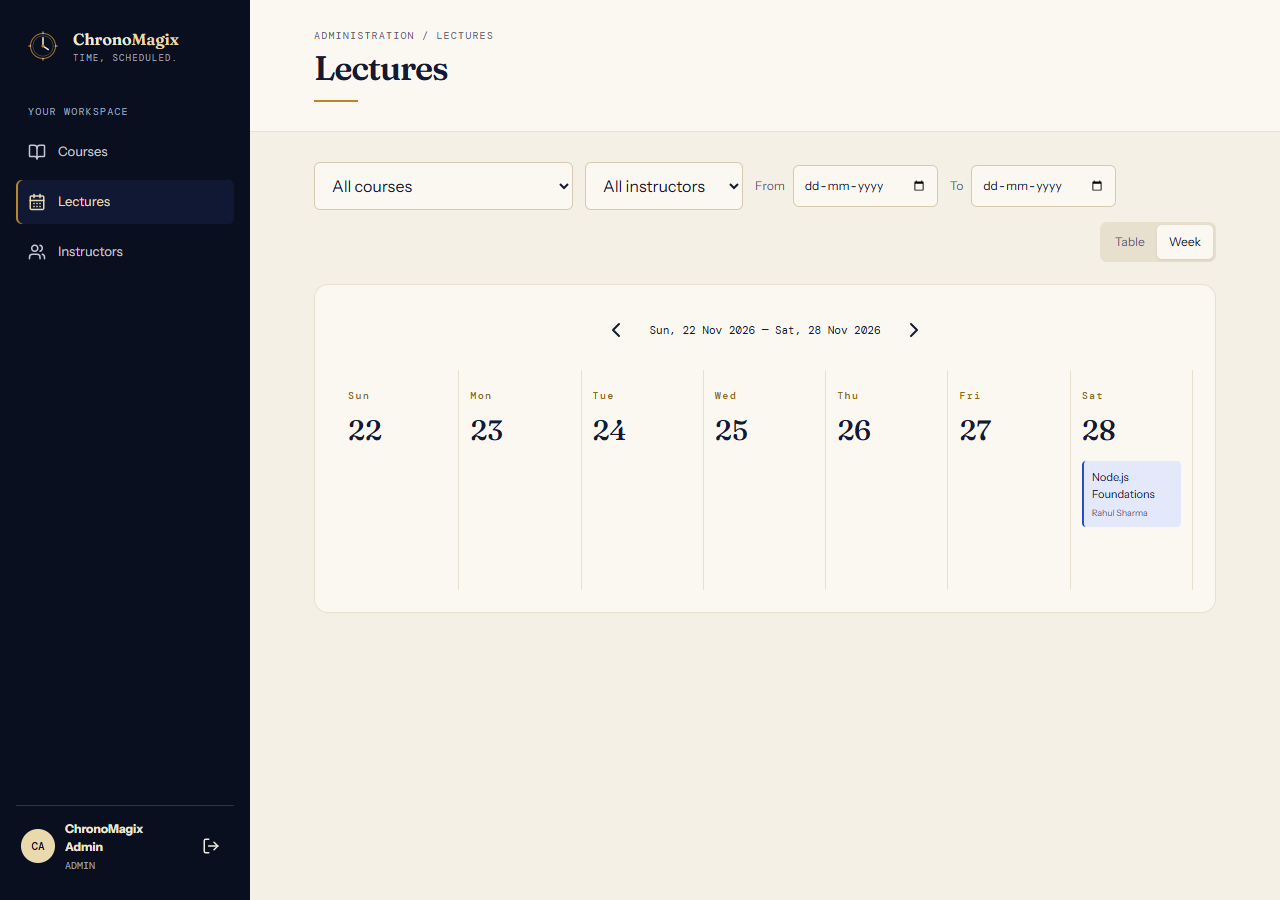 ChronoMagix
TIME, SCHEDULED.
YOUR WORKSPACE
Courses
Lectures
Instructors
ChronoMagix
Admin
CA
ADMIN
ADMINISTRATION / LECTURES
Lectures
All courses
All instructors
From
dd-mm-yyyy
To
dd-mm-yyyy
Table
Week
Sun, 22 Nov 2026 — Sat, 28 Nov 2026
Sun
Mon
Tue
Wed
Thu
Fri
Sat
22
23
24
25
26
27
28
Node.js
Foundations
Rahul Sharma